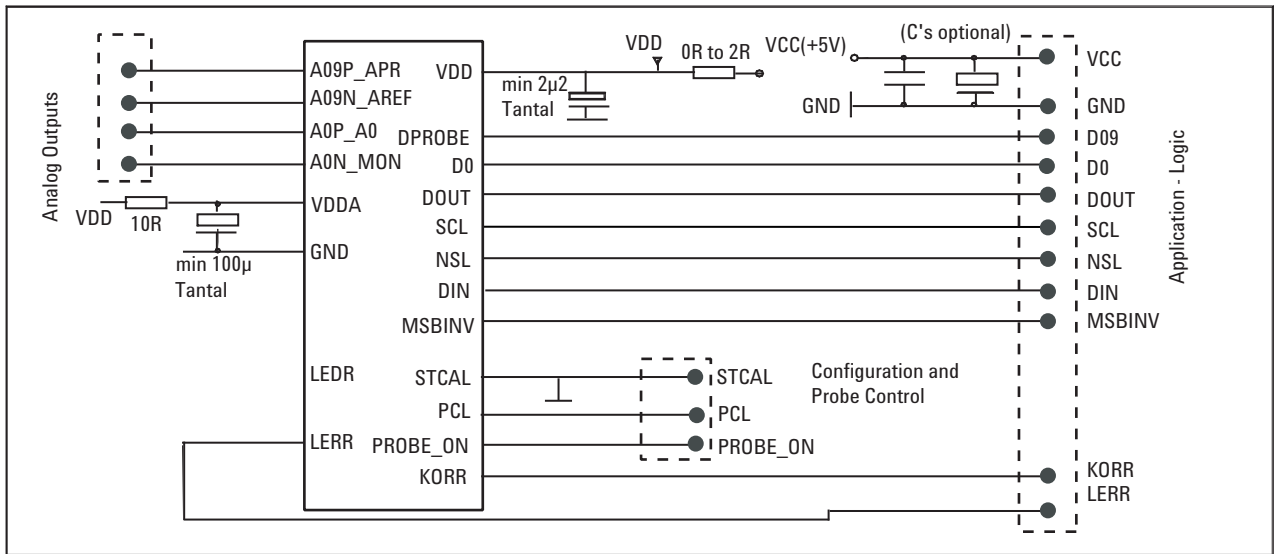 Analog Outputs
A09P_APR
A09N_AREF
A0P_A0
A0N_MON
VDD
10R
VDDA
GND
min 100µ
Tantal
LEDR
LERR
VDD
DPROBE
D0
DOUT
SCL
NSL
DIN
MSBINV
STCAL
PCL
PROBE_ON
KORR
min 2µ2
Tantal
VDD
0R to 2R
VCC(+5V)
(C's optional)
GND
STCAL
PCL
PROBE_ON
Configuration and
Probe Control
VCC
GND
D09
D0
DOUT
SCL
NSL
DIN
MSBINV
KORR
LERR
Application - Logic